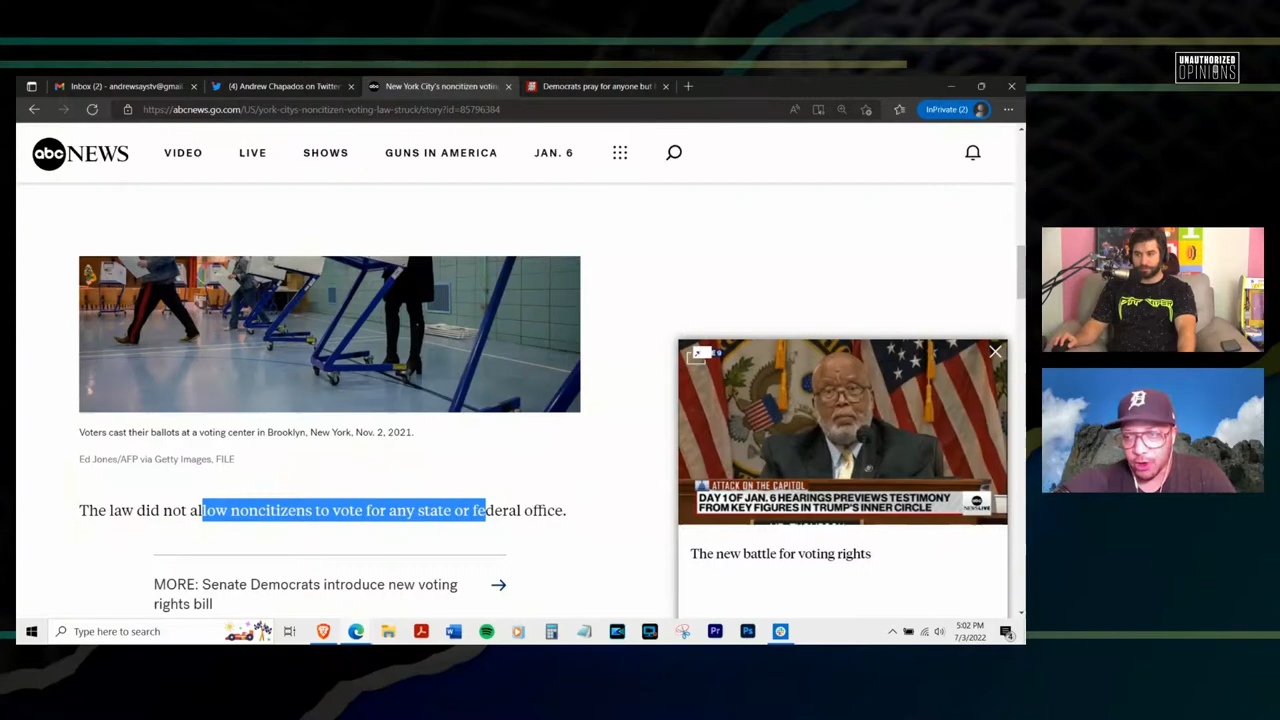 UNAUTHORIZED
OPINIONS
Inbox (2) - andrewsaystv@gmai
(4) Andrew Chapados on Twitter
New York City's noncitizen votin
Democrats pray for anyone but
https://abcnews.go.com/US/york-citys-noncitizen-voting-law-struck/story?id=85796384
InPrivate (2)
abc NEWS
VIDEO
LIVE
SHOWS
GUNS IN AMERICA
JAN. 6
Voters cast their ballots at a voting center in Brooklyn, New York, Nov. 2, 2021.
Ed Jones/AFP via Getty Images, FILE
The law did not allow noncitizens to vote for any state or federal office.
MORE: Senate Democrats introduce new voting
rights bill
ATTACK ON THE CAPITOL
DAY 1 OF JAN. 6 HEARINGS PREVIEWS TESTIMONY
FROM KEY FIGURES IN TRUMP'S INNER CIRCLE
abc
NEWS LIVE
The new battle for voting rights
Type here to search
5:02 PM
7/3/2022
4